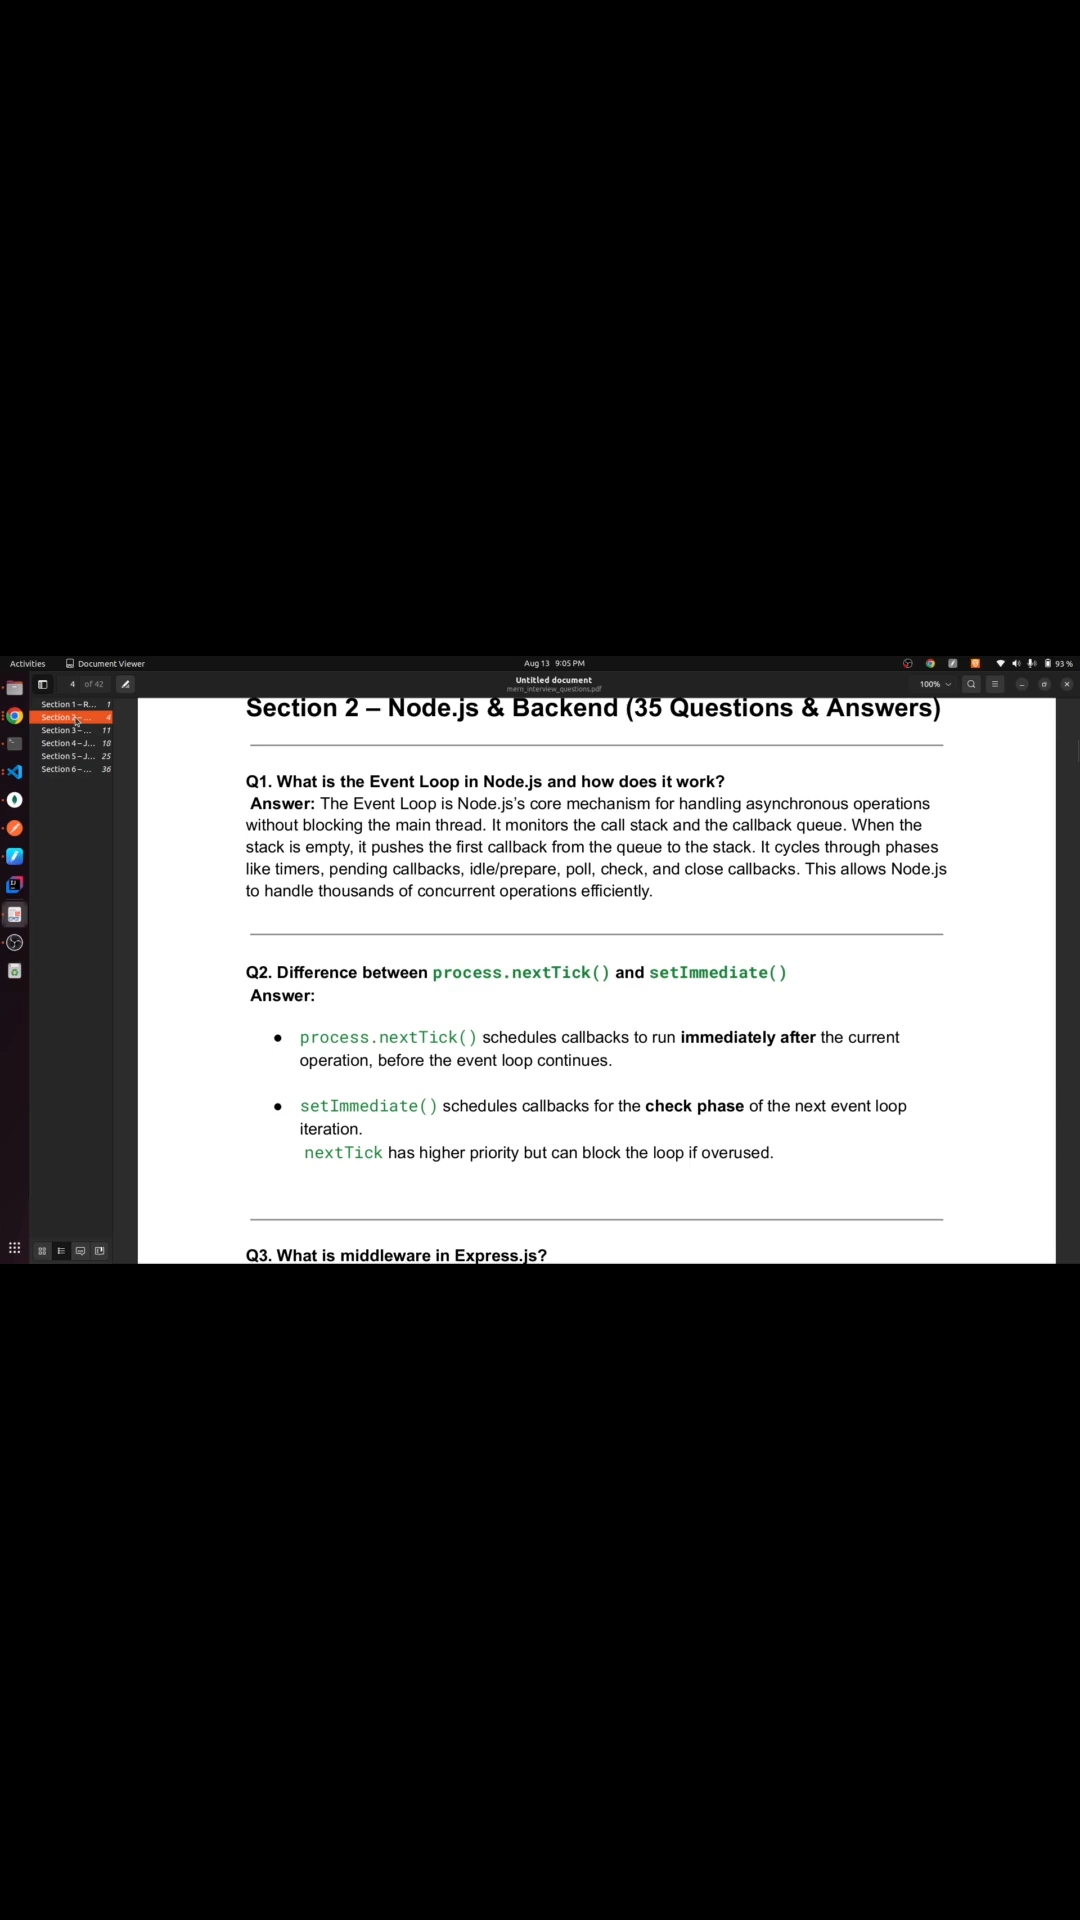 Activities Document Viewer Aug 13 9:05 PM 93 %
4 of 42 Untitled document 100%
mern_interview_questions.pdf
Section 1 – R... 1
Section 2 – ... 4
Section 3 – ... 11
Section 4 – J... 18
Section 5 – J... 25
Section 6 – ... 36
Section 2 – Node.js & Backend (35 Questions & Answers)
Q1. What is the Event Loop in Node.js and how does it work?
Answer: The Event Loop is Node.js’s core mechanism for handling asynchronous operations
without blocking the main thread. It monitors the call stack and the callback queue. When the
stack is empty, it pushes the first callback from the queue to the stack. It cycles through phases
like timers, pending callbacks, idle/prepare, poll, check, and close callbacks. This allows Node.js
to handle thousands of concurrent operations efficiently.
Q2. Difference between process.nextTick() and setImmediate()
Answer:
● process.nextTick() schedules callbacks to run immediately after the current
operation, before the event loop continues.
● setImmediate() schedules callbacks for the check phase of the next event loop
iteration.
nextTick has higher priority but can block the loop if overused.
Q3. What is middleware in Express.js?